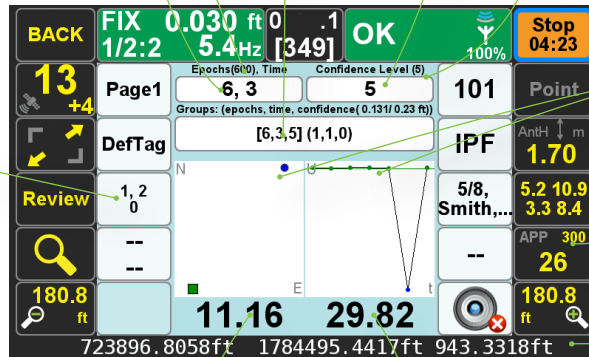 BACK
FIX 0.030 ft
1/2:2 5.4Hz
0 .1
[349]
OK
100%
Stop
04:23
13
+4
Page1
Epochs(600), Time
6, 3
Confidence Level (5)
5
101
Point
Groups: (epochs, time, confidence( 0.131/ 0.23 ft))
[6,3,5] (1,1,0)
DefTag
IPF
AntH m
1.70
Review
1, 2
0
N
U
E
t
5/8,
Smith,...
5.2 10.9
3.3 8.4
--
--
--
APP 300
26
180.8
ft
11.16
29.82
180.8
ft
723896.8058ft 1784495.4417ft 943.3318ft